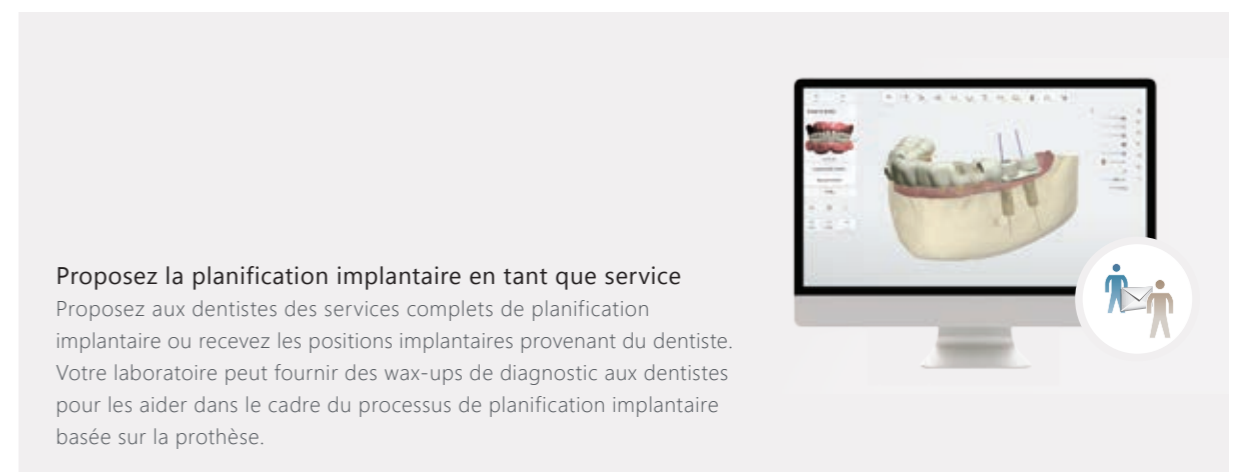 Proposez la planification implantaire en tant que service
Proposez aux dentistes des services complets de planification
implantaire ou recevez les positions implantaires provenant du dentiste.
Votre laboratoire peut fournir des wax-ups de diagnostic aux dentistes
pour les aider dans le cadre du processus de planification implantaire
basée sur la prothèse.